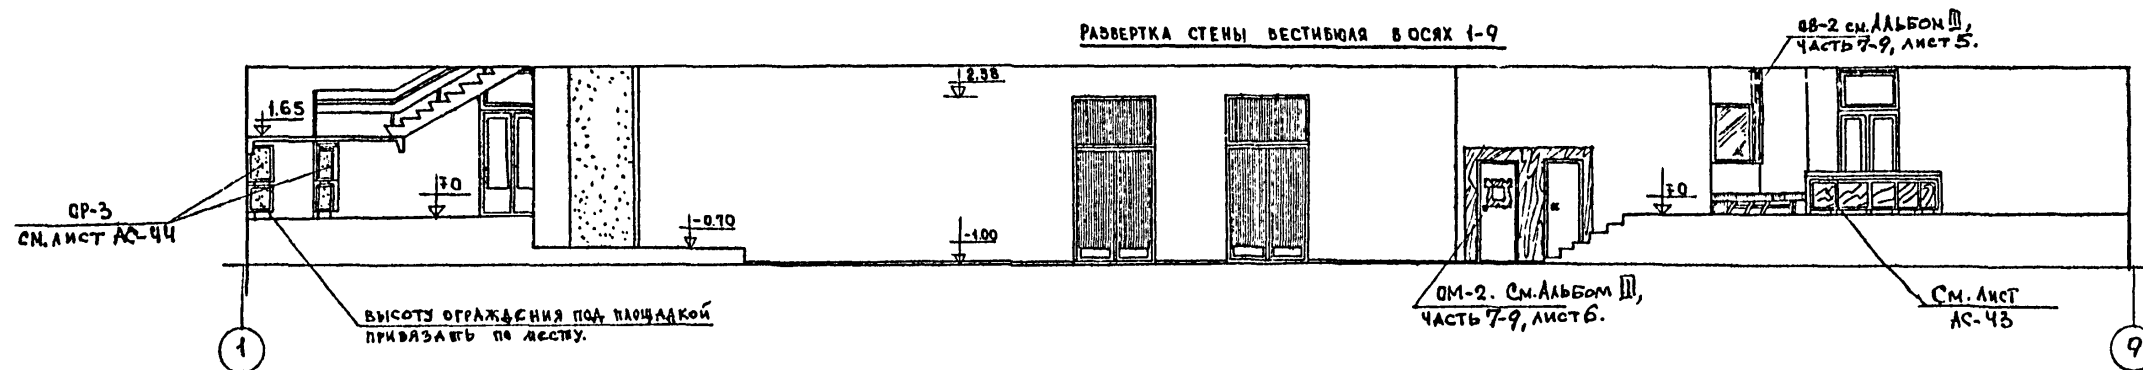 РАЗВЕРТКА СТЕНЫ ВЕСТИБЮЛЯ В ОСЯХ 1-9
ОВ-2 см. АЛЬБОМ III,
ЧАСТЬ 7-9, ЛИСТ 5.
2.98
1.65
70
-0.70
-1.00
70
ОР-3
СМ. ЛИСТ АС-44
ВЫСОТУ ОГРАЖДЕНИЯ ПОД ПЛОЩАДКОЙ
ПРИВЯЗАТЬ ПО МЕСТУ.
ОМ-2. СМ. АЛЬБОМ III,
ЧАСТЬ 7-9, ЛИСТ 6.
СМ. ЛИСТ
АС-43
1
9